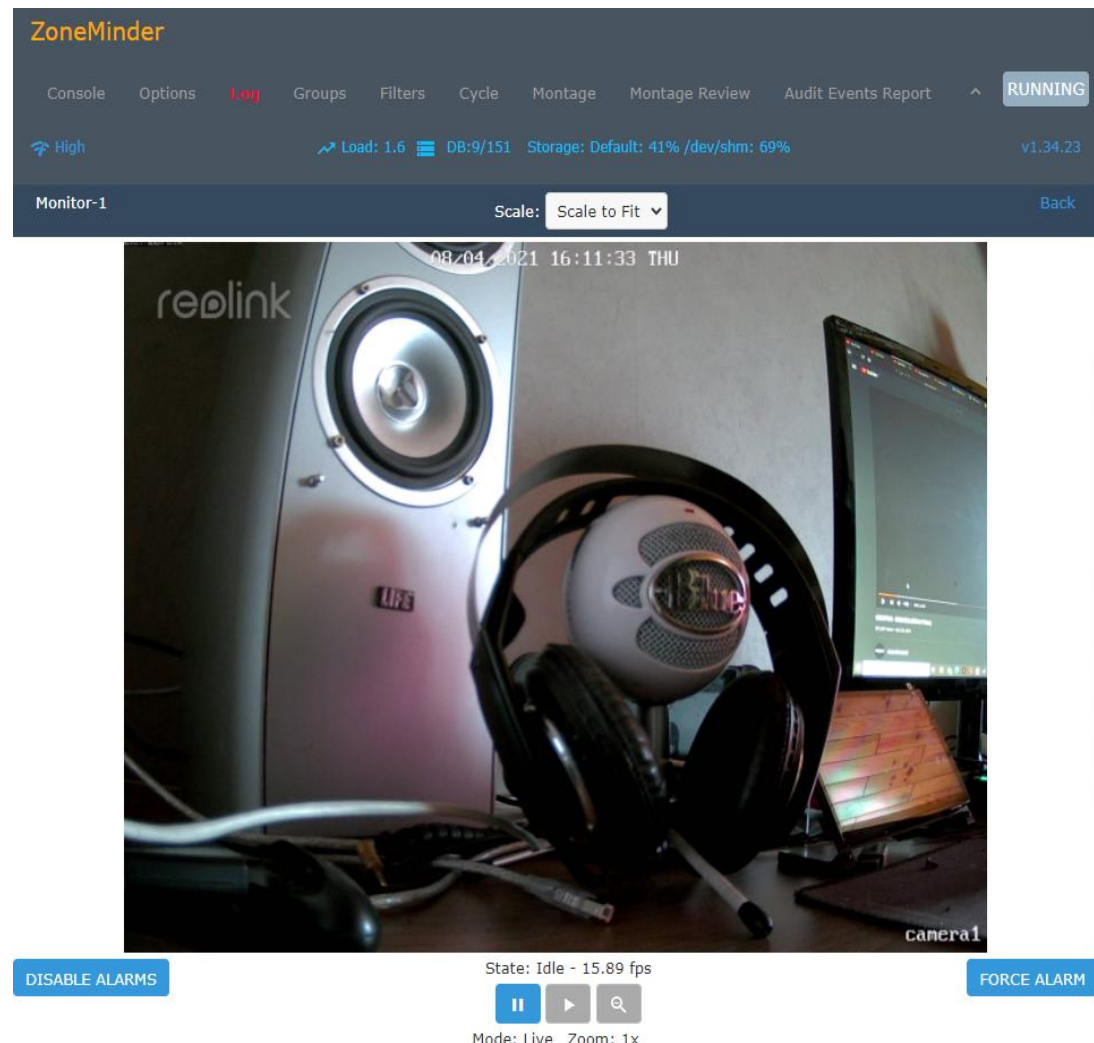 ZoneMinder
Console Options Log Groups Filters Cycle Montage Montage Review Audit Events Report RUNNING
High Load: 1.6 DB:9/151 Storage: Default: 41% /dev/shm: 69% v1.34.23
Monitor-1 Scale: Scale to Fit Back
08/04/2021 16:11:33 THU
reolink
LIFE
Blue
camera1
DISABLE ALARMS State: Idle - 15.89 fps FORCE ALARM
Mode: Live Zoom: 1x